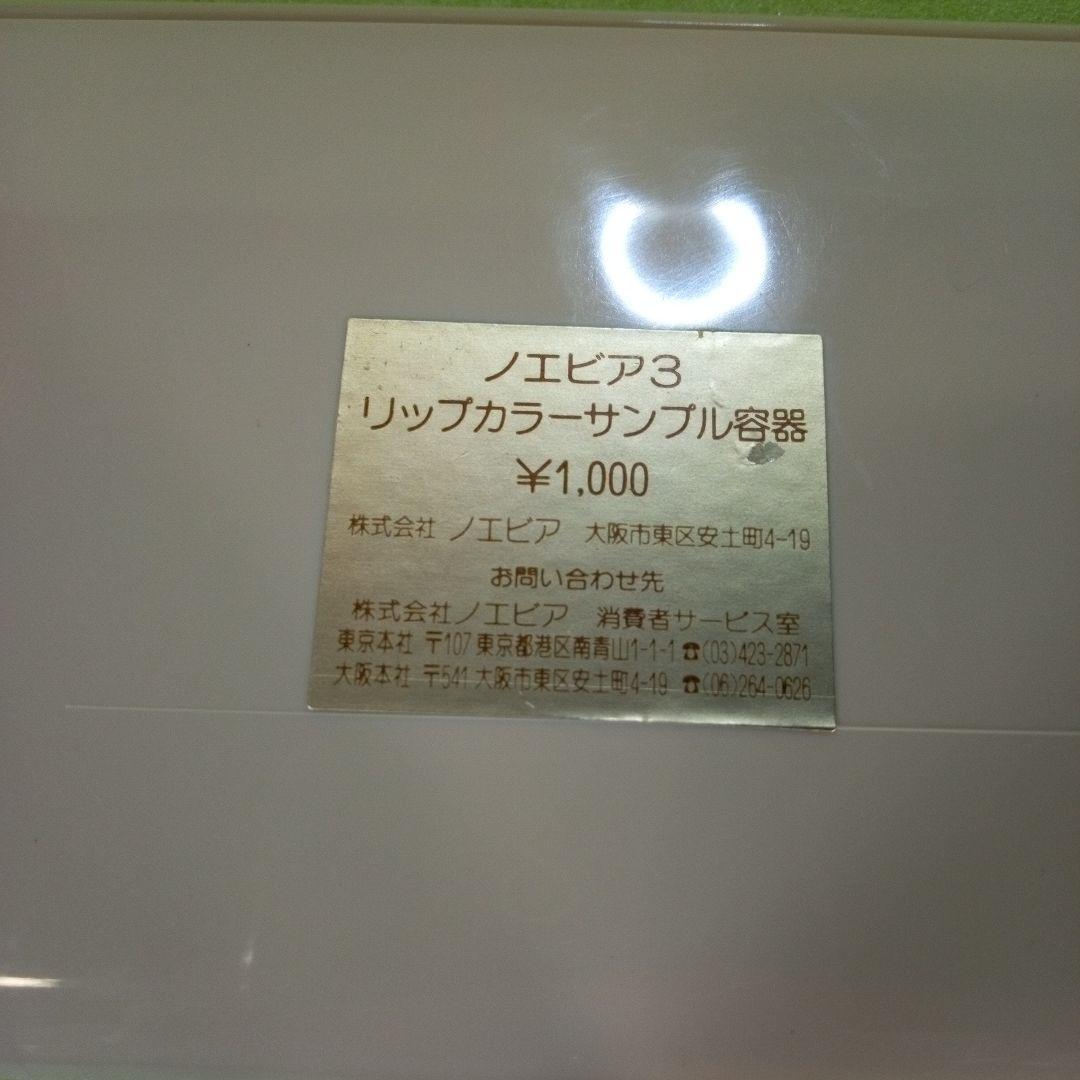 ノエビア3
リップカラーサンプル容器
¥1,000
株式会社 ノエビア 大阪市東区安土町4-19
お問い合わせ先
株式会社ノエビア 消費者サービス室
東京本社 〒107 東京都港区南青山1-1-1 ☎(03)423-2871
大阪本社 〒541 大阪市東区安土町4-19 ☎(06)264-0626